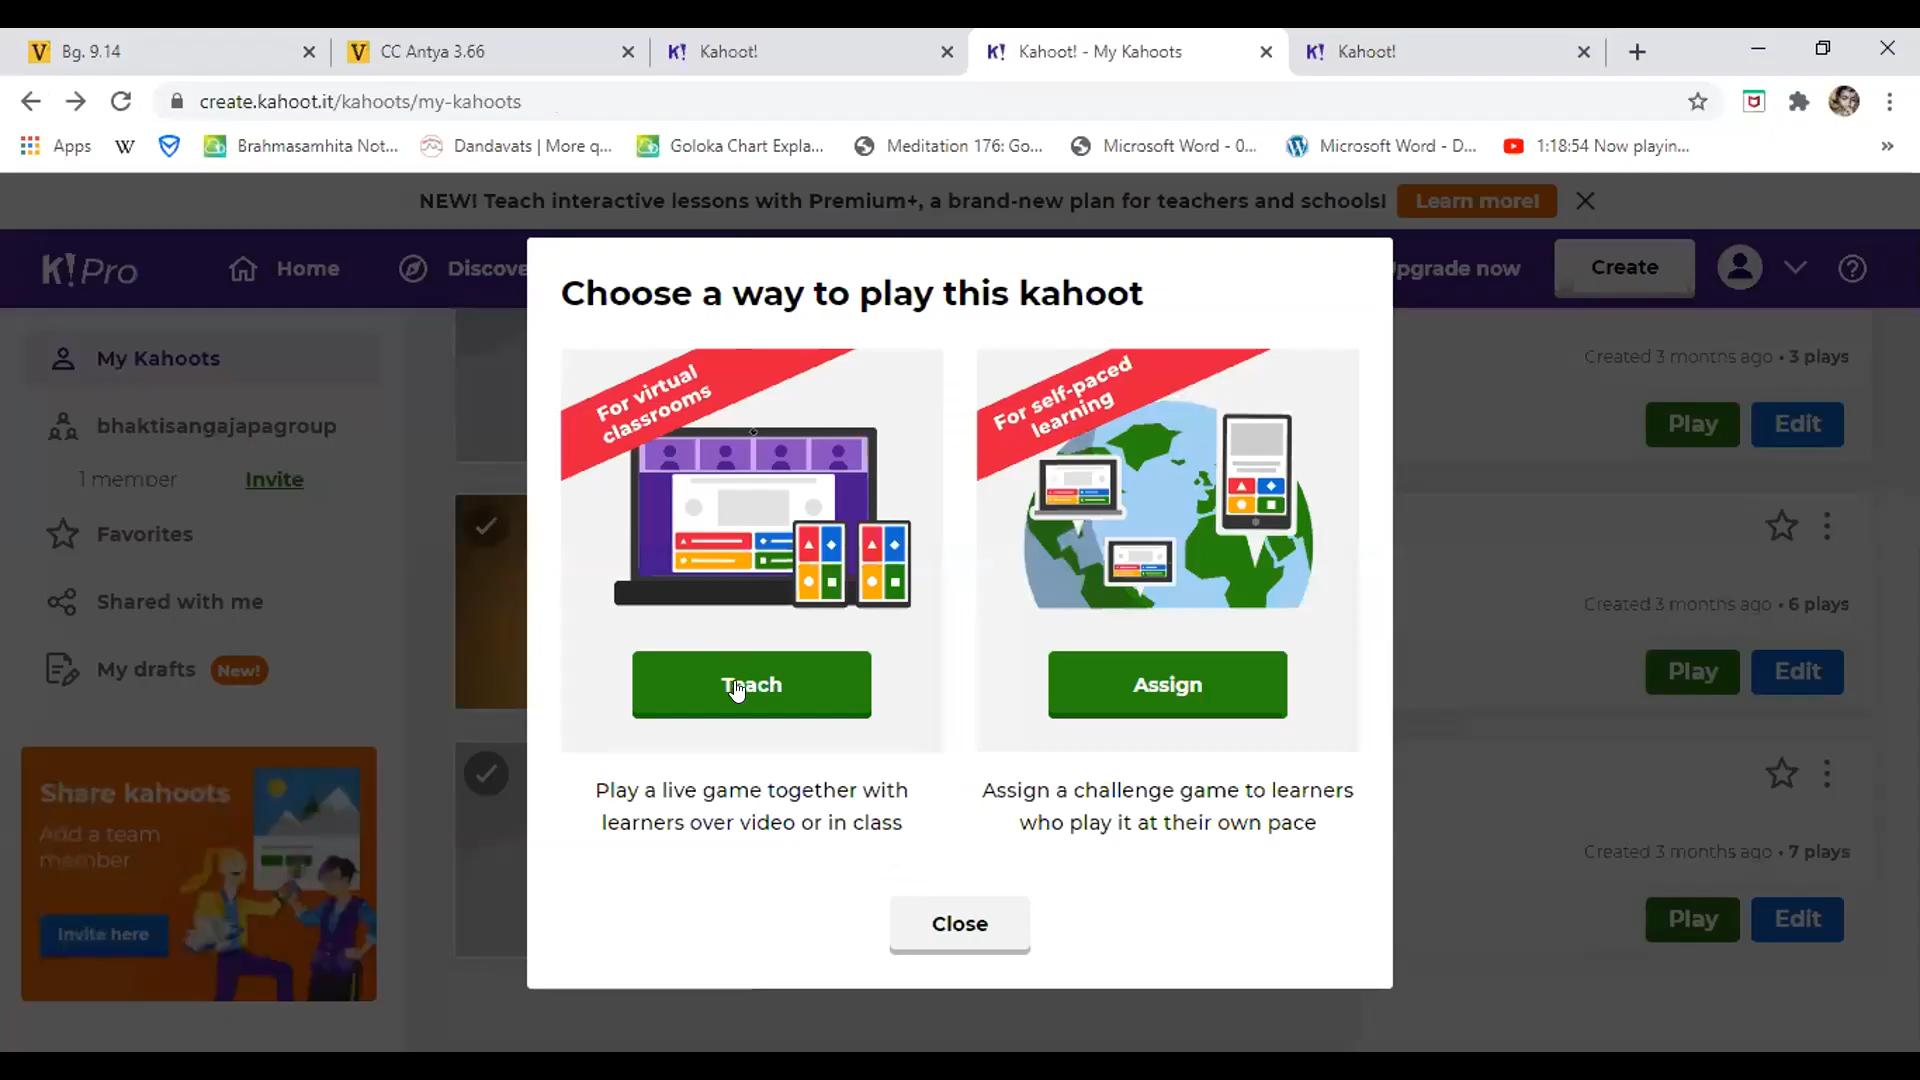 Bg. 9.14
CC Antya 3.66
Kahoot!
Kahoot! - My Kahoots
Kahoot!
create.kahoot.it/kahoots/my-kahoots
Apps
Brahmasamhita Not...
Dandavats | More q...
Goloka Chart Expla...
Meditation 176: Go...
Microsoft Word - 0...
Microsoft Word - D...
1:18:54 Now playin...
»
NEW! Teach interactive lessons with Premium+, a brand-new plan for teachers and schools!
Learn more!
K! Pro
Home
Discove
Upgrade now
Create
My Kahoots
bhaktisangajapagroup
1 member
Invite
Favorites
Shared with me
My drafts
New!
Share kahoots
Add a team
member
Invite here
Choose a way to play this kahoot
For virtual
classrooms
Teach
Play a live game together with
learners over video or in class
For self-paced
learning
Assign
Assign a challenge game to learners
who play it at their own pace
Close
Created 3 months ago • 3 plays
Play
Edit
Created 3 months ago • 6 plays
Play
Edit
Created 3 months ago • 7 plays
Play
Edit